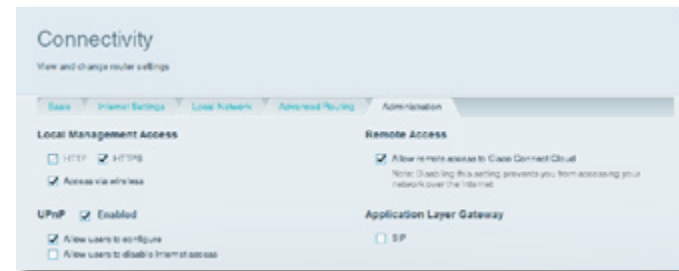 Connectivity
View and change router settings
Basic
Internet Settings
Local Network
Advanced Routing
Administration
Local Management Access
HTTP
HTTPS
Access via wireless
UPnP
Enabled
Allow users to configure
Allow users to disable Internet access
Remote Access
Allow remote access to Cisco Connect Cloud
Note: Disabling this setting prevents you from accessing your
network over the Internet
Application Layer Gateway
SIP